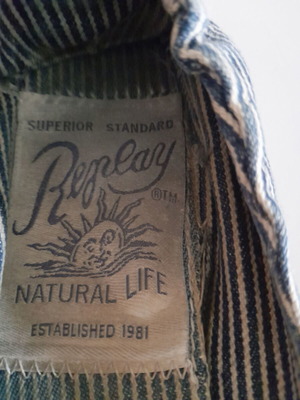 SUPERIOR STANDARD
Replay
®TM
NATURAL LIFE
ESTABLISHED 1981